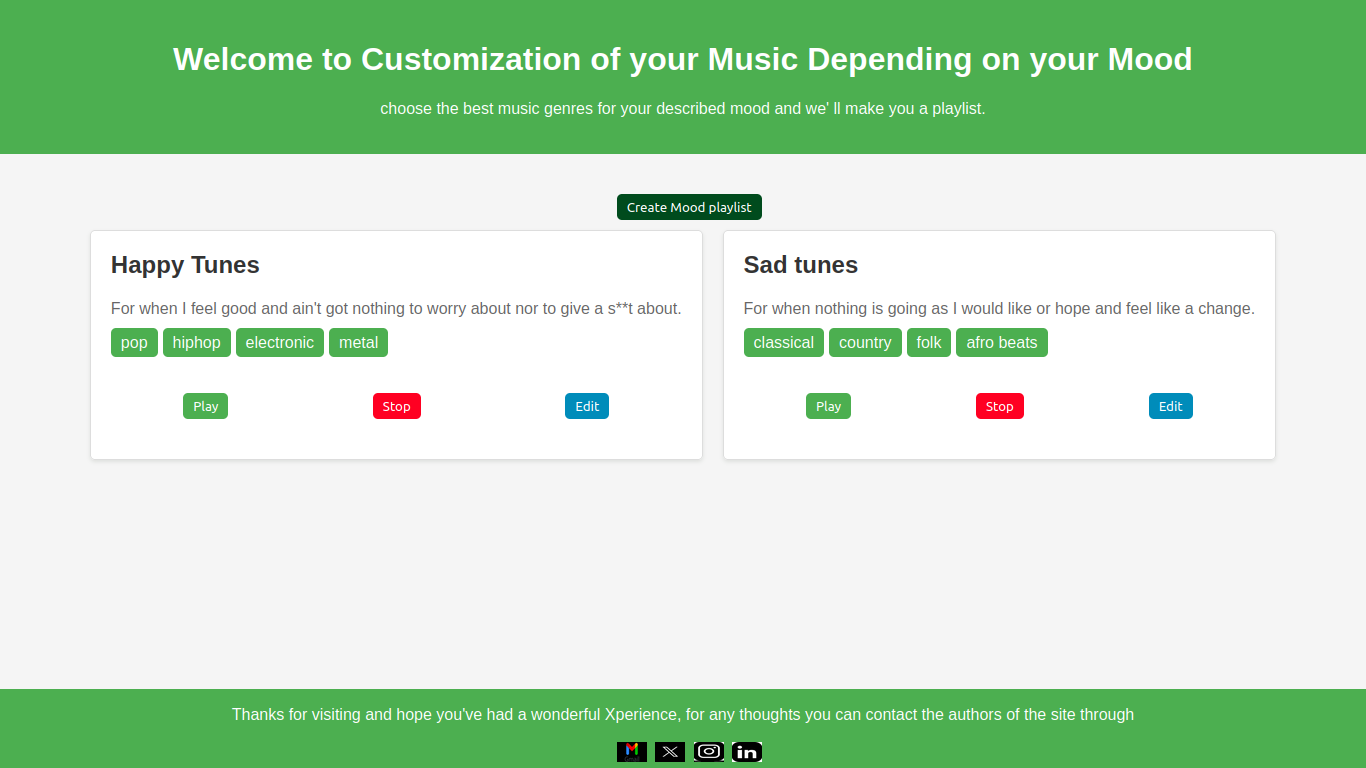 Welcome to Customization of your Music Depending on your Mood
choose the best music genres for your described mood and we' ll make you a playlist.
Create Mood playlist
Happy Tunes
For when I feel good and ain't got nothing to worry about nor to give a s**t about.
pop hiphop electronic metal
Play Stop Edit
Sad tunes
For when nothing is going as I would like or hope and feel like a change.
classical country folk afro beats
Play Stop Edit
Thanks for visiting and hope you've had a wonderful Xperience, for any thoughts you can contact the authors of the site through
Gmail
in